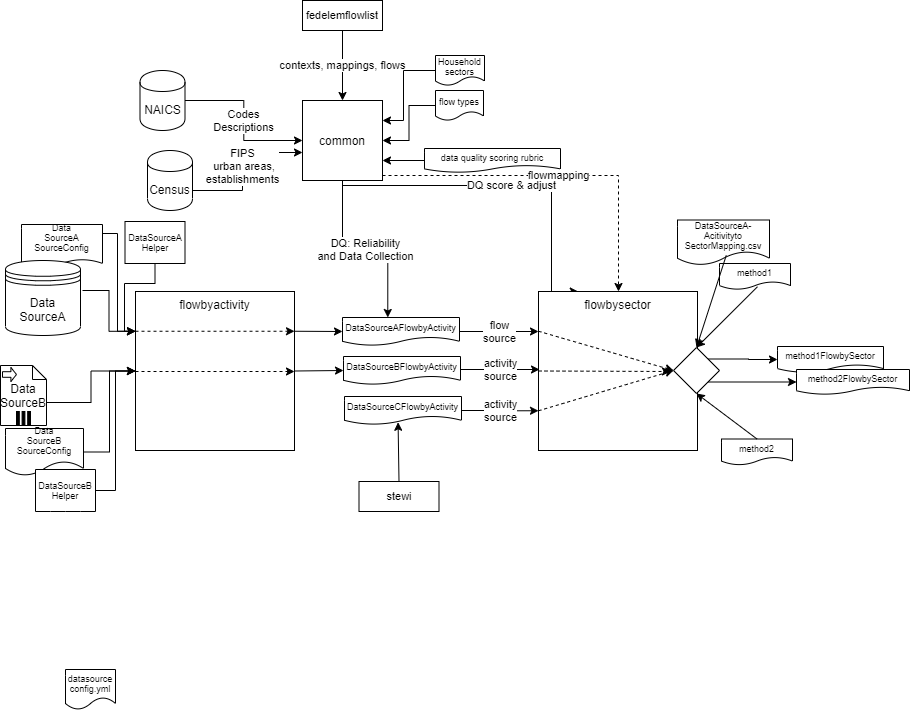 fedelemflowlist
contexts, mappings, flows
Household
sectors
NAICS
Codes
Descriptions
flow types
common
FIPS
urban areas,
establishments
data quality scoring rubric
Census
flowmapping
DQ score & adjust
Data
SourceA
SourceConfig
DataSourceA
Helper
DQ: Reliability
and Data Collection
DataSourceA-
Acitivityto
SectorMapping.csv
method1
Data
SourceA
flowbyactivity
flowbysector
DataSourceAFlowbyActivity
flow
source
method1FlowbySector
DataSourceBFlowbyActivity
activity
source
method2FlowbySector
Data
SourceB
DataSourceCFlowbyActivity
activity
source
Data
SourceB
SourceConfig
method2
DataSourceB
Helper
stewi
datasource
config.yml